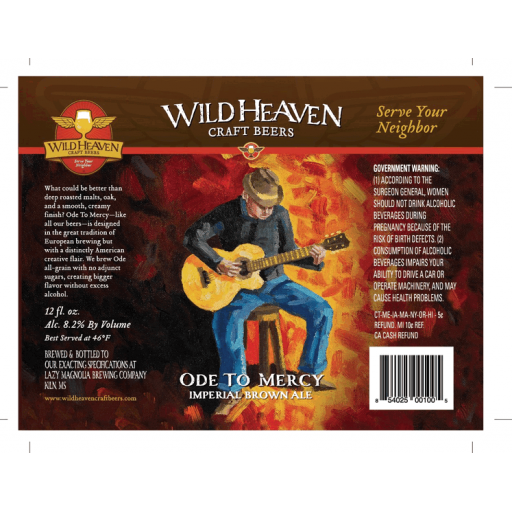 WILD HEAVEN
CRAFT BEERS
Serve Your
Neighbor
What could be better than
deep roasted malts, oak,
and a smooth, creamy
finish? Ode To Mercy—like
all our beers—is designed
in the great tradition of
European brewing but
with a distinctly American
creative flair. We brew Ode
all-grain with no adjunct
sugars, creating bigger
flavor without excess
alcohol.
12 fl. oz.
Alc. 8.2% By Volume
Best Served at 46°F
BREWED & BOTTLED TO
OUR EXACTING SPECIFICATIONS AT
LAZY MAGNOLIA BREWING COMPANY
KILN, MS
www.wildheavencraftbeers.com
WILD HEAVEN
CRAFT BEERS
ODE TO MERCY
IMPERIAL BROWN ALE
Serve Your
Neighbor
GOVERNMENT WARNING:
(1) ACCORDING TO THE
SURGEON GENERAL, WOMEN
SHOULD NOT DRINK ALCOHOLIC
BEVERAGES DURING
PREGNANCY BECAUSE OF THE
RISK OF BIRTH DEFECTS. (2)
CONSUMPTION OF ALCOHOLIC
BEVERAGES IMPAIRS YOUR
ABILITY TO DRIVE A CAR OR
OPERATE MACHINERY, AND MAY
CAUSE HEALTH PROBLEMS.
CT-ME-IA-MA-NY-OR-HI - 5¢
REFUND. MI 10¢ REF.
CA CASH REFUND
8 54025 00100 5